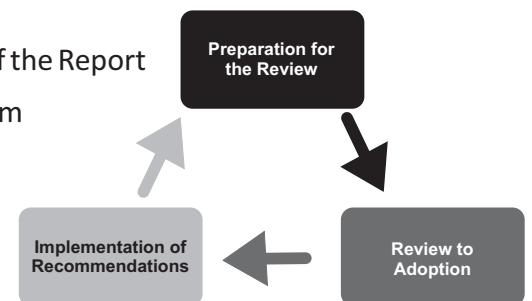 the Report
Preparation for
the Review
Implementation of
Recommendations
Review to
Adoption